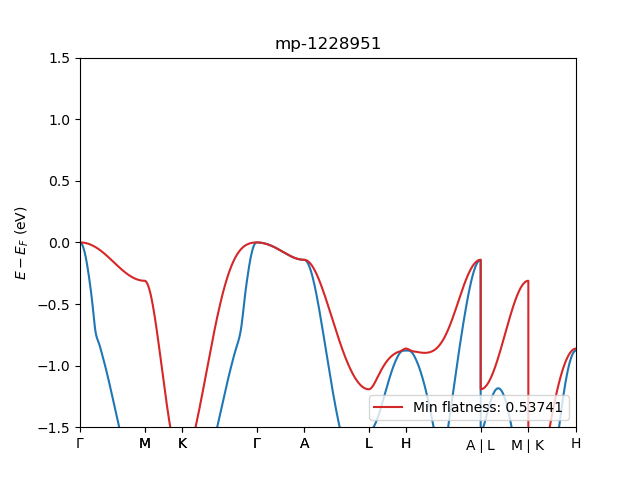 mp-1228951
E − E_F (eV)
1.5
1.0
0.5
0.0
−0.5
−1.0
−1.5
Min flatness: 0.53741
Γ M K Γ A L H A | L M | K H